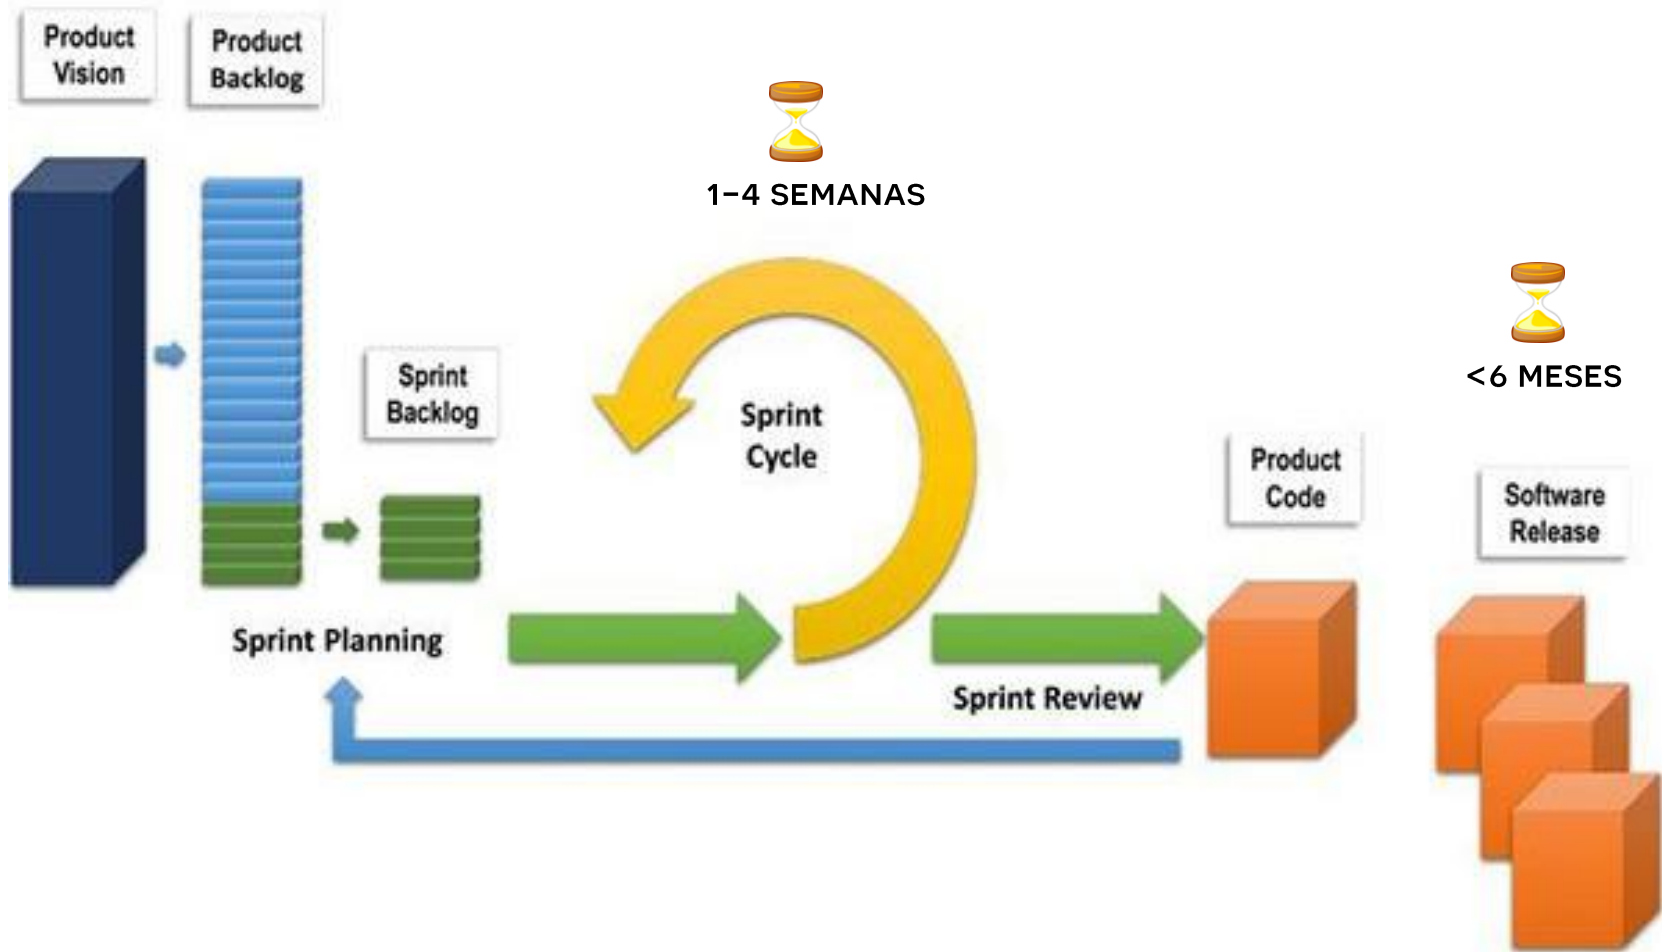 Product
Vision
Product
Backlog
1-4 SEMANAS
<6 MESES
Sprint
Backlog
Sprint
Cycle
Product
Code
Software
Release
Sprint Planning
Sprint Review